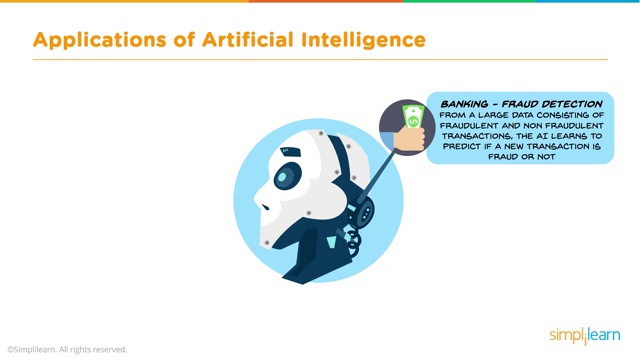 Applications of Artificial Intelligence
BANKING - FRAUD DETECTION
FROM A LARGE DATA CONSISTING OF
FRAUDULENT AND NON FRAUDULENT
TRANSACTIONS, THE AI LEARNS TO
PREDICT IF A NEW TRANSACTION IS
FRAUD OR NOT
simplilearn
©Simplilearn. All rights reserved.